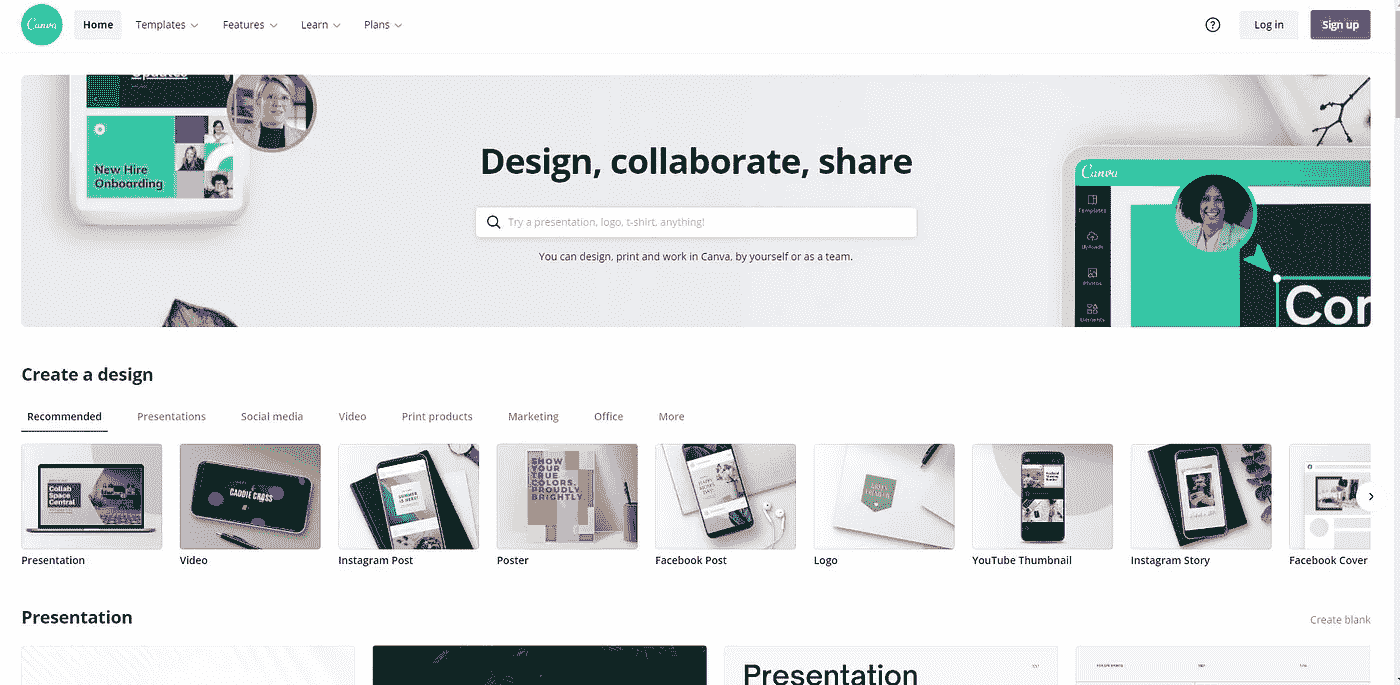 Canva
Home
Templates
Features
Learn
Plans
Log in
Sign up
Updates
New Hire
Onboarding
Design, collaborate, share
Try a presentation, logo, t-shirt, anything!
You can design, print and work in Canva, by yourself or as a team.
Canva
Templates
Uploads
Photos
Elements
Cor
Create a design
Recommended
Presentations
Social media
Video
Print products
Marketing
Office
More
Collab
Space
Central
CADDIE CROSS
SUMMER
IS HERE!
SHOW
YOUR
TRUE
COLORS,
PROUDLY
BRIGHTLY
Presentation
Video
Instagram Post
Poster
Facebook Post
Logo
YouTube Thumbnail
Instagram Story
Facebook Cover
Presentation
Create blank
Presentation